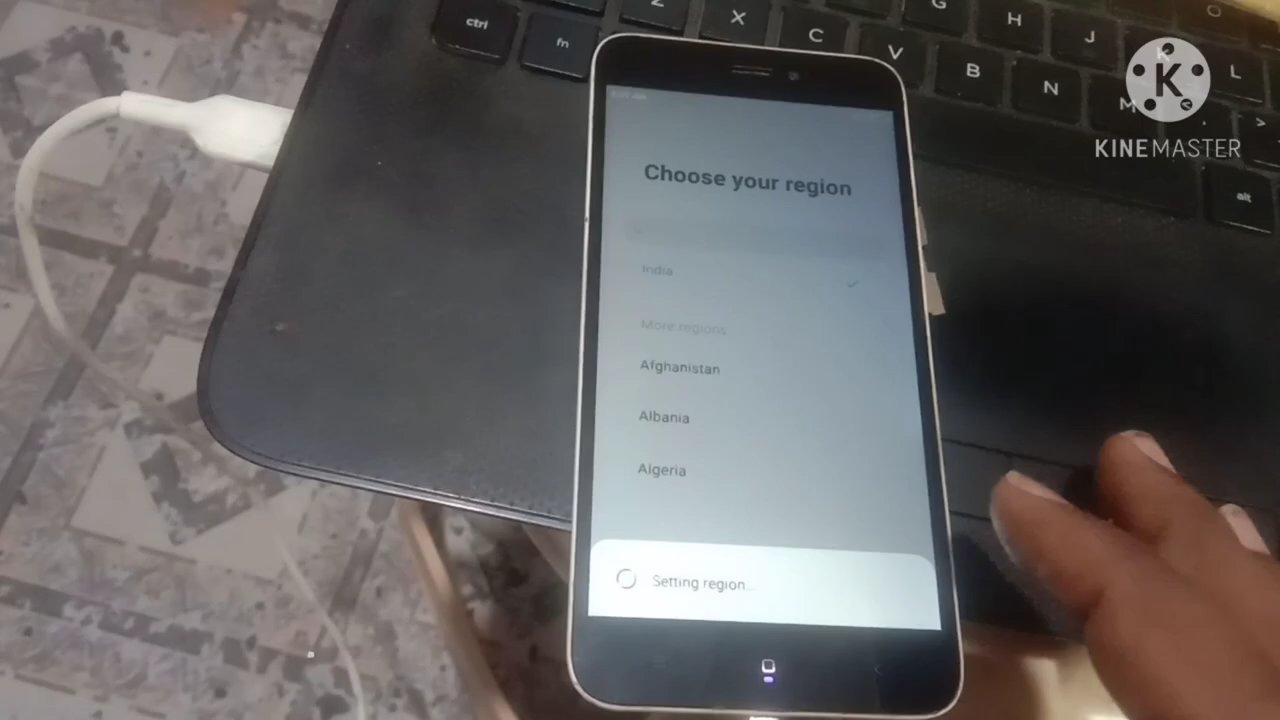 ctrl
fn
Z
X
C
V
B
N
M
G
H
J
K
L
O
.
>
alt
K
KINEMASTER
Choose your region
India
More regions
Afghanistan
Albania
Algeria
Setting region...